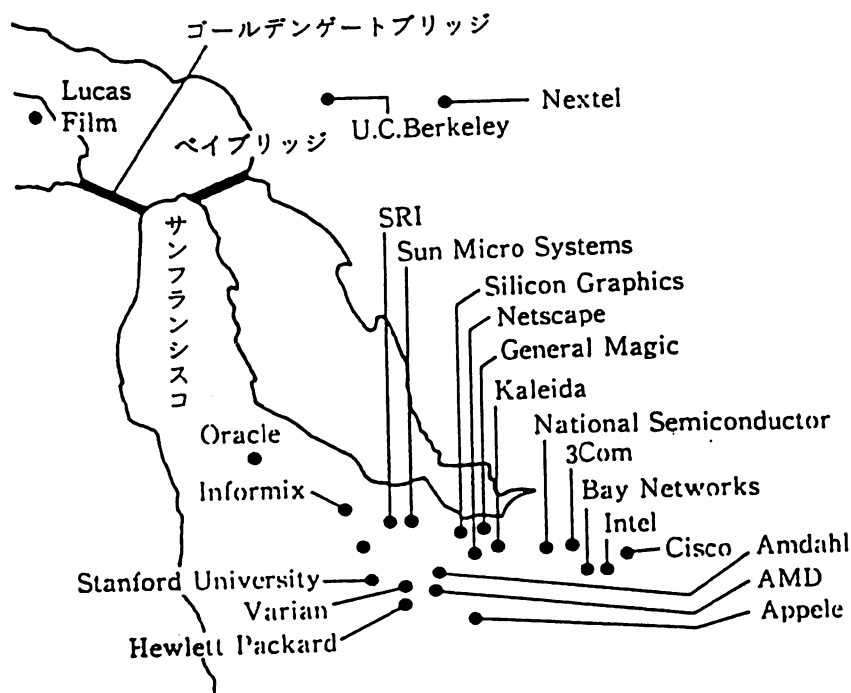 ゴールデンゲートブリッジ
Lucas
Film
Nextel
U.C.Berkeley
ベイブリッジ
サンフランシスコ
SRI
Sun Micro Systems
Silicon Graphics
Netscape
General Magic
Kaleida
National Semiconductor
3Com
Oracle
Informix
Bay Networks
Intel
Cisco
Amdahl
Stanford University
AMD
Varian
Appele
Hewlett Packard